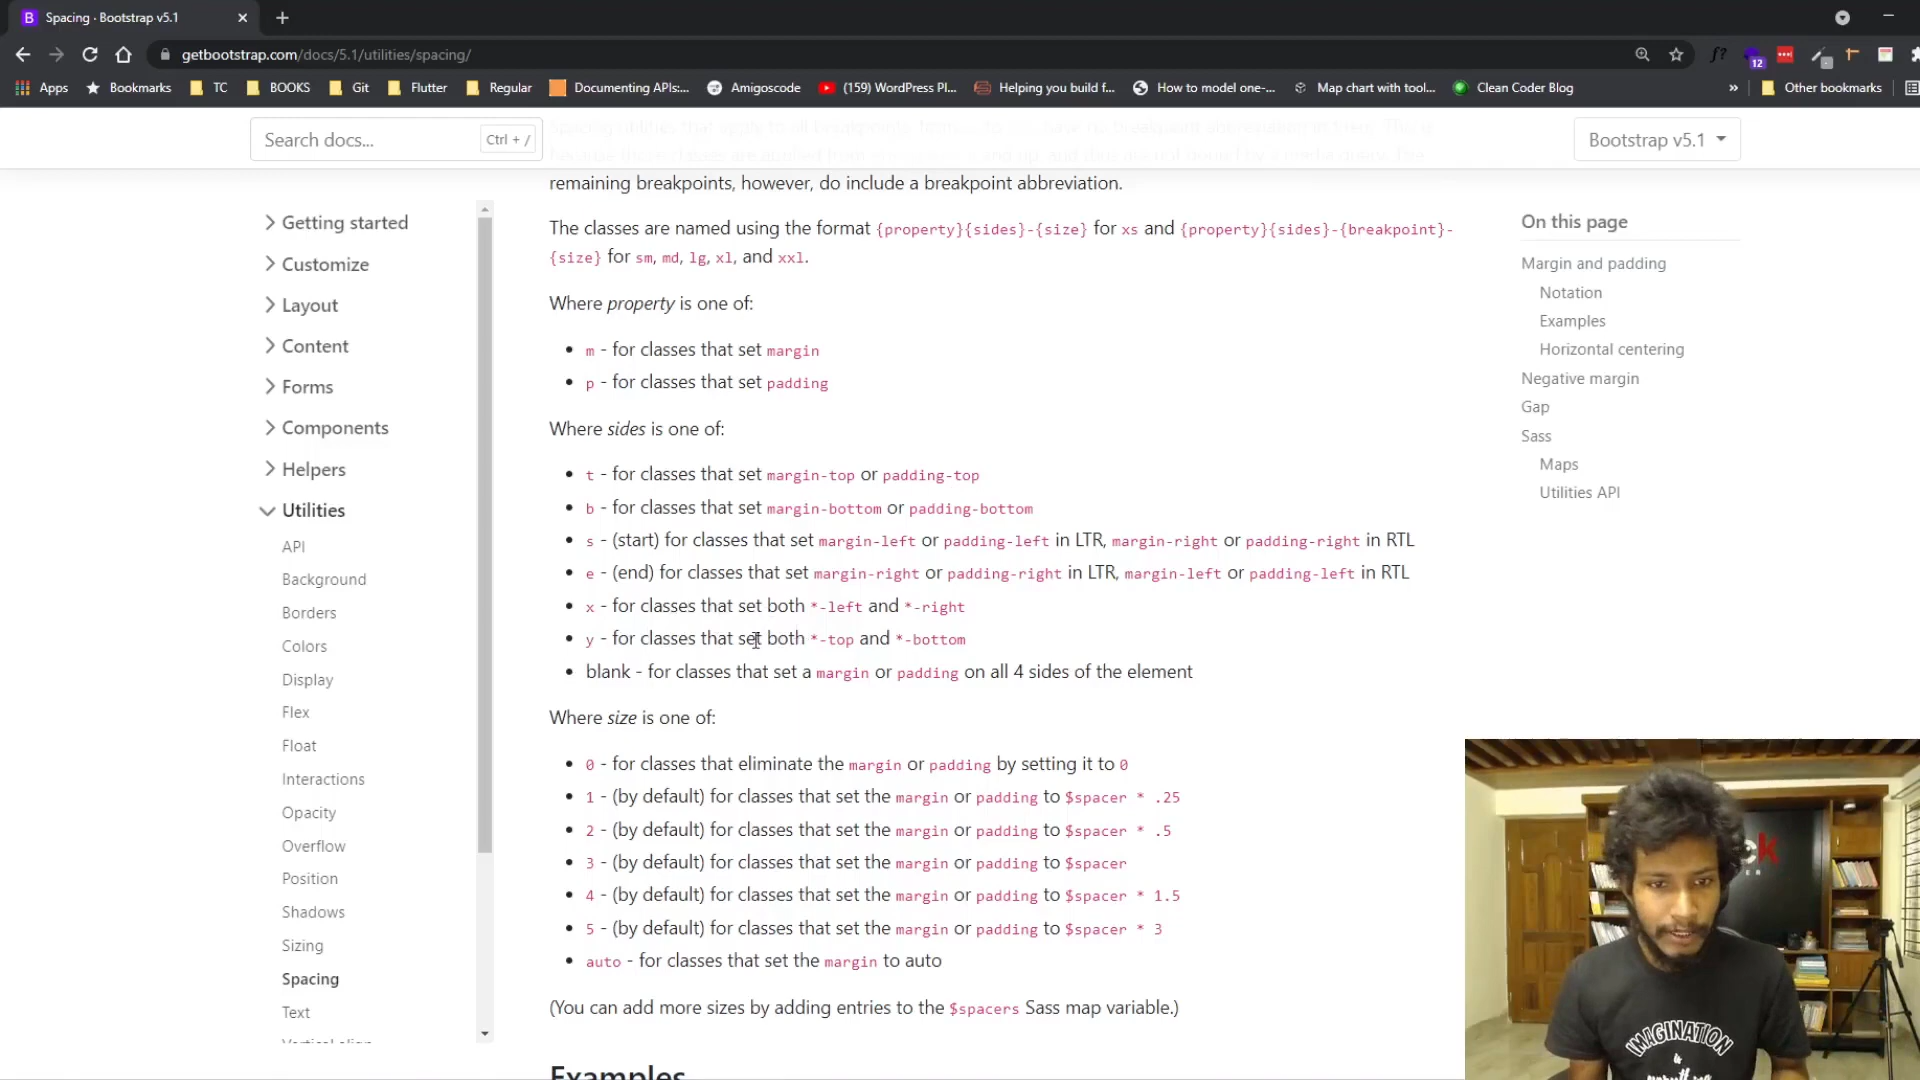 Spacing · Bootstrap v5.1
getbootstrap.com/docs/5.1/utilities/spacing/
12
Apps Bookmarks TC BOOKS Git Flutter Regular Documenting APIs:... Amigoscode (159) WordPress Pl... Helping you build f... How to model one-... Map chart with tool... Clean Coder Blog » Other bookmarks
Search docs... Ctrl + /
Bootstrap v5.1
remaining breakpoints, however, do include a breakpoint abbreviation.
The classes are named using the format {property}{sides}-{size} for xs and {property}{sides}-{breakpoint}-
{size} for sm, md, lg, xl, and xxl.
Where property is one of:
m - for classes that set margin
p - for classes that set padding
Where sides is one of:
t - for classes that set margin-top or padding-top
b - for classes that set margin-bottom or padding-bottom
s - (start) for classes that set margin-left or padding-left in LTR, margin-right or padding-right in RTL
e - (end) for classes that set margin-right or padding-right in LTR, margin-left or padding-left in RTL
x - for classes that set both *-left and *-right
y - for classes that set both *-top and *-bottom
blank - for classes that set a margin or padding on all 4 sides of the element
Where size is one of:
0 - for classes that eliminate the margin or padding by setting it to 0
1 - (by default) for classes that set the margin or padding to $spacer * .25
2 - (by default) for classes that set the margin or padding to $spacer * .5
3 - (by default) for classes that set the margin or padding to $spacer
4 - (by default) for classes that set the margin or padding to $spacer * 1.5
5 - (by default) for classes that set the margin or padding to $spacer * 3
auto - for classes that set the margin to auto
(You can add more sizes by adding entries to the $spacers Sass map variable.)
Examples
Getting started
Customize
Layout
Content
Forms
Components
Helpers
Utilities
API
Background
Borders
Colors
Display
Flex
Float
Interactions
Opacity
Overflow
Position
Shadows
Sizing
Spacing
Text
Vertical align
On this page
Margin and padding
Notation
Examples
Horizontal centering
Negative margin
Gap
Sass
Maps
Utilities API
IMAGINATION